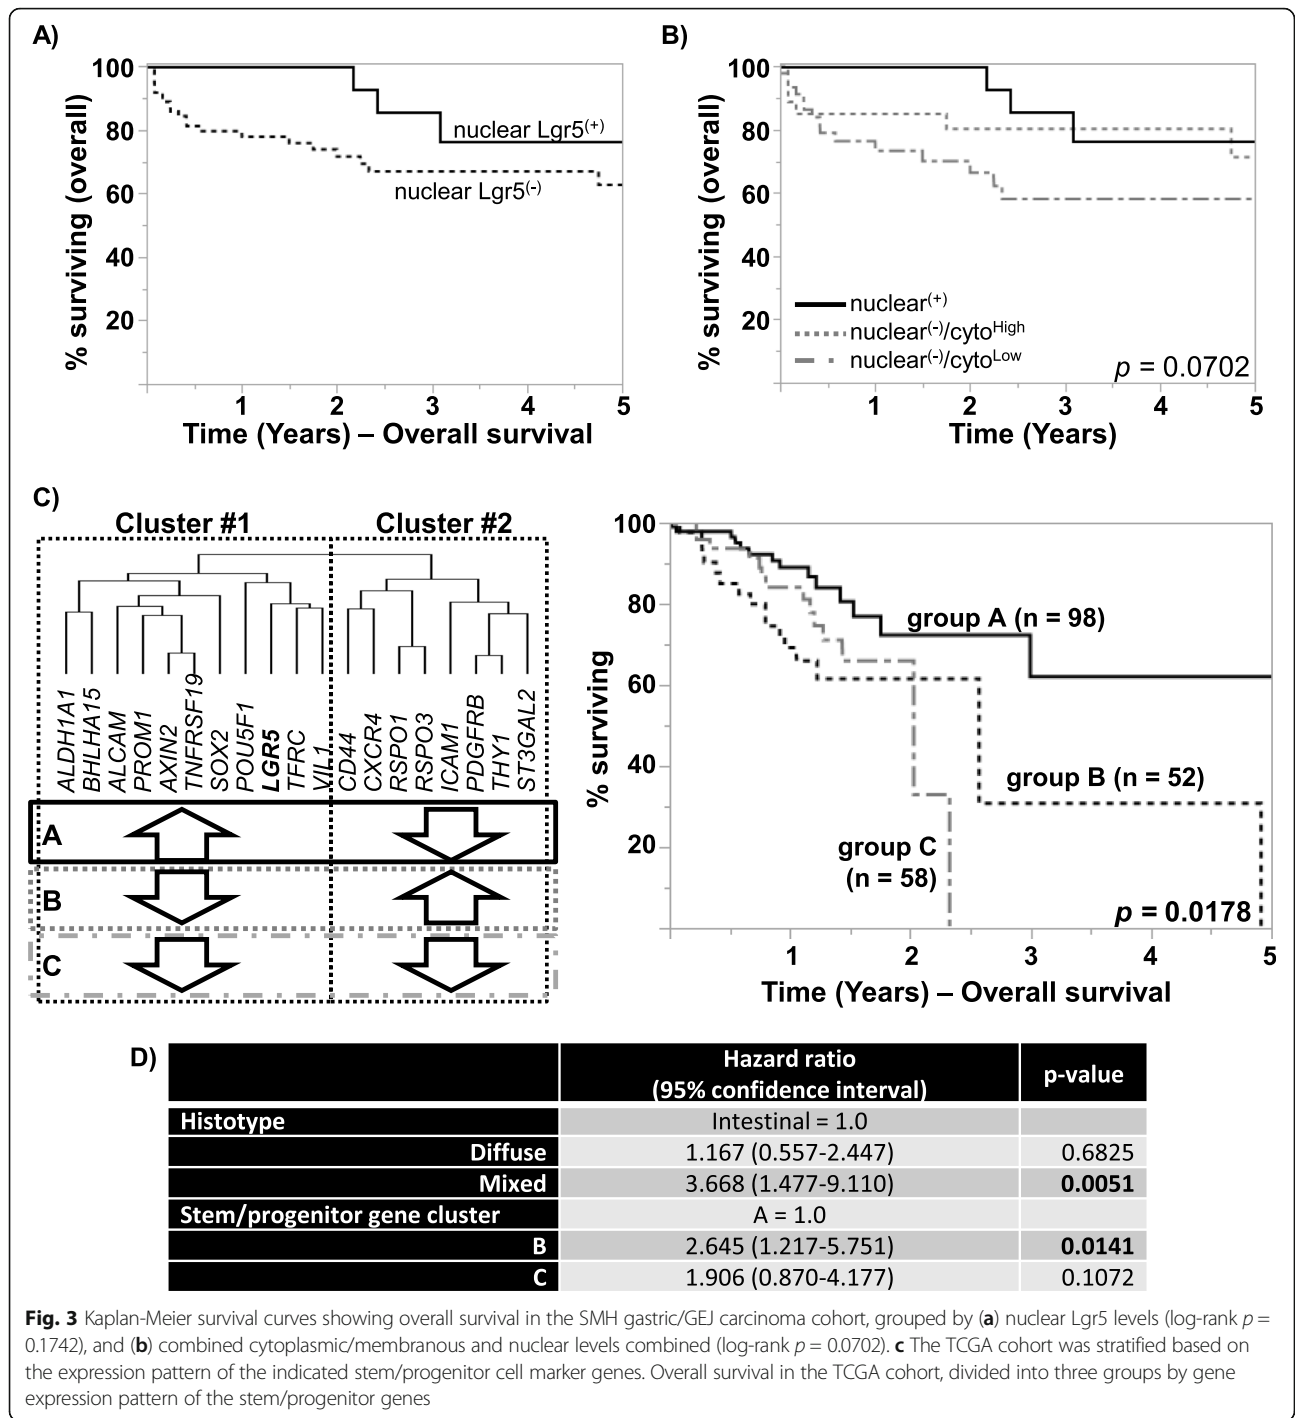 A)
100
80
60
40
20
% surviving (overall)
nuclear Lgr5(+)
nuclear Lgr5(-)
1 2 3 4 5
Time (Years) – Overall survival
B)
100
80
60
40
20
% surviving (overall)
nuclear(+)
nuclear(-)/cytoHigh
nuclear(-)/cytoLow
p = 0.0702
1 2 3 4 5
Time (Years)
C)
Cluster #1 Cluster #2
ALDH1A1
BHLHA15
ALCAM
PROM1
AXIN2
TNFRSF19
SOX2
POU5F1
LGR5
TFRC
VIL1
CD44
CXCR4
RSPO1
RSPO3
ICAM1
PDGFRB
THY1
ST3GAL2
A
B
C
100
80
60
40
20
% surviving
group A (n = 98)
group B (n = 52)
group C
(n = 58)
p = 0.0178
1 2 3 4 5
Time (Years) – Overall survival
D)
Hazard ratio
(95% confidence interval) p-value
Histotype Intestinal = 1.0
Diffuse 1.167 (0.557-2.447) 0.6825
Mixed 3.668 (1.477-9.110) 0.0051
Stem/progenitor gene cluster A = 1.0
B 2.645 (1.217-5.751) 0.0141
C 1.906 (0.870-4.177) 0.1072
Fig. 3 Kaplan-Meier survival curves showing overall survival in the SMH gastric/GEJ carcinoma cohort, grouped by (a) nuclear Lgr5 levels (log-rank p =
0.1742), and (b) combined cytoplasmic/membranous and nuclear levels combined (log-rank p = 0.0702). c The TCGA cohort was stratified based on
the expression pattern of the indicated stem/progenitor cell marker genes. Overall survival in the TCGA cohort, divided into three groups by gene
expression pattern of the stem/progenitor genes